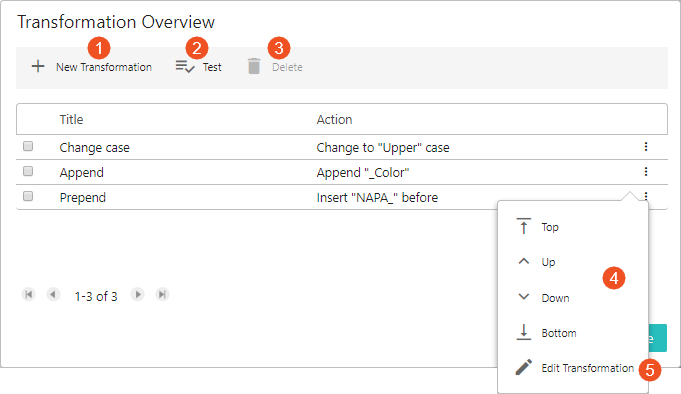 Transformation Overview
1 2 3
New Transformation Test Delete
Title Action
Change case Change to "Upper" case
Append Append "_Color"
Prepend Insert "NAPA_" before
Top
Up
4
1-3 of 3 Down
Bottom
Edit Transformation 5